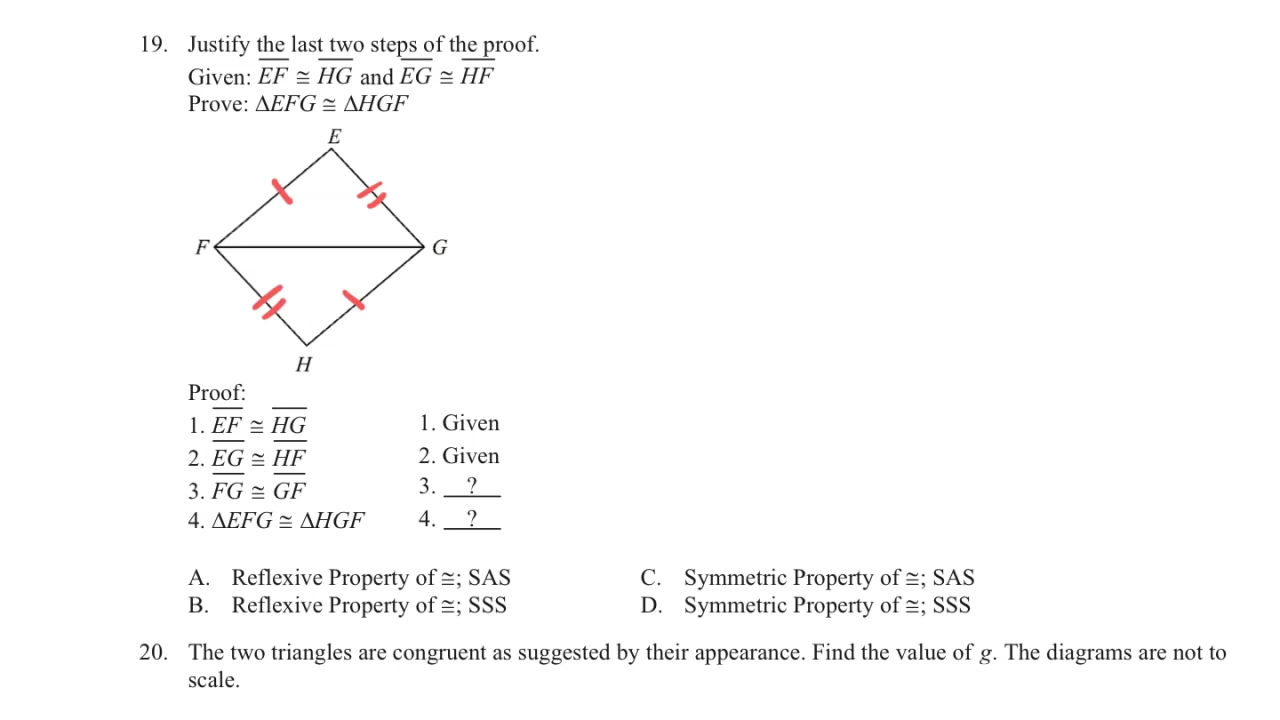 19. Justify the last two steps of the proof.
Given: EF ≅ HG and EG ≅ HF
Prove: ΔEFG ≅ ΔHGF
E
F
G
H
Proof:
1. EF ≅ HG 1. Given
2. EG ≅ HF 2. Given
3. FG ≅ GF 3. ?
4. ΔEFG ≅ ΔHGF 4. ?
A. Reflexive Property of ≅; SAS C. Symmetric Property of ≅; SAS
B. Reflexive Property of ≅; SSS D. Symmetric Property of ≅; SSS
20. The two triangles are congruent as suggested by their appearance. Find the value of g. The diagrams are not to
scale.